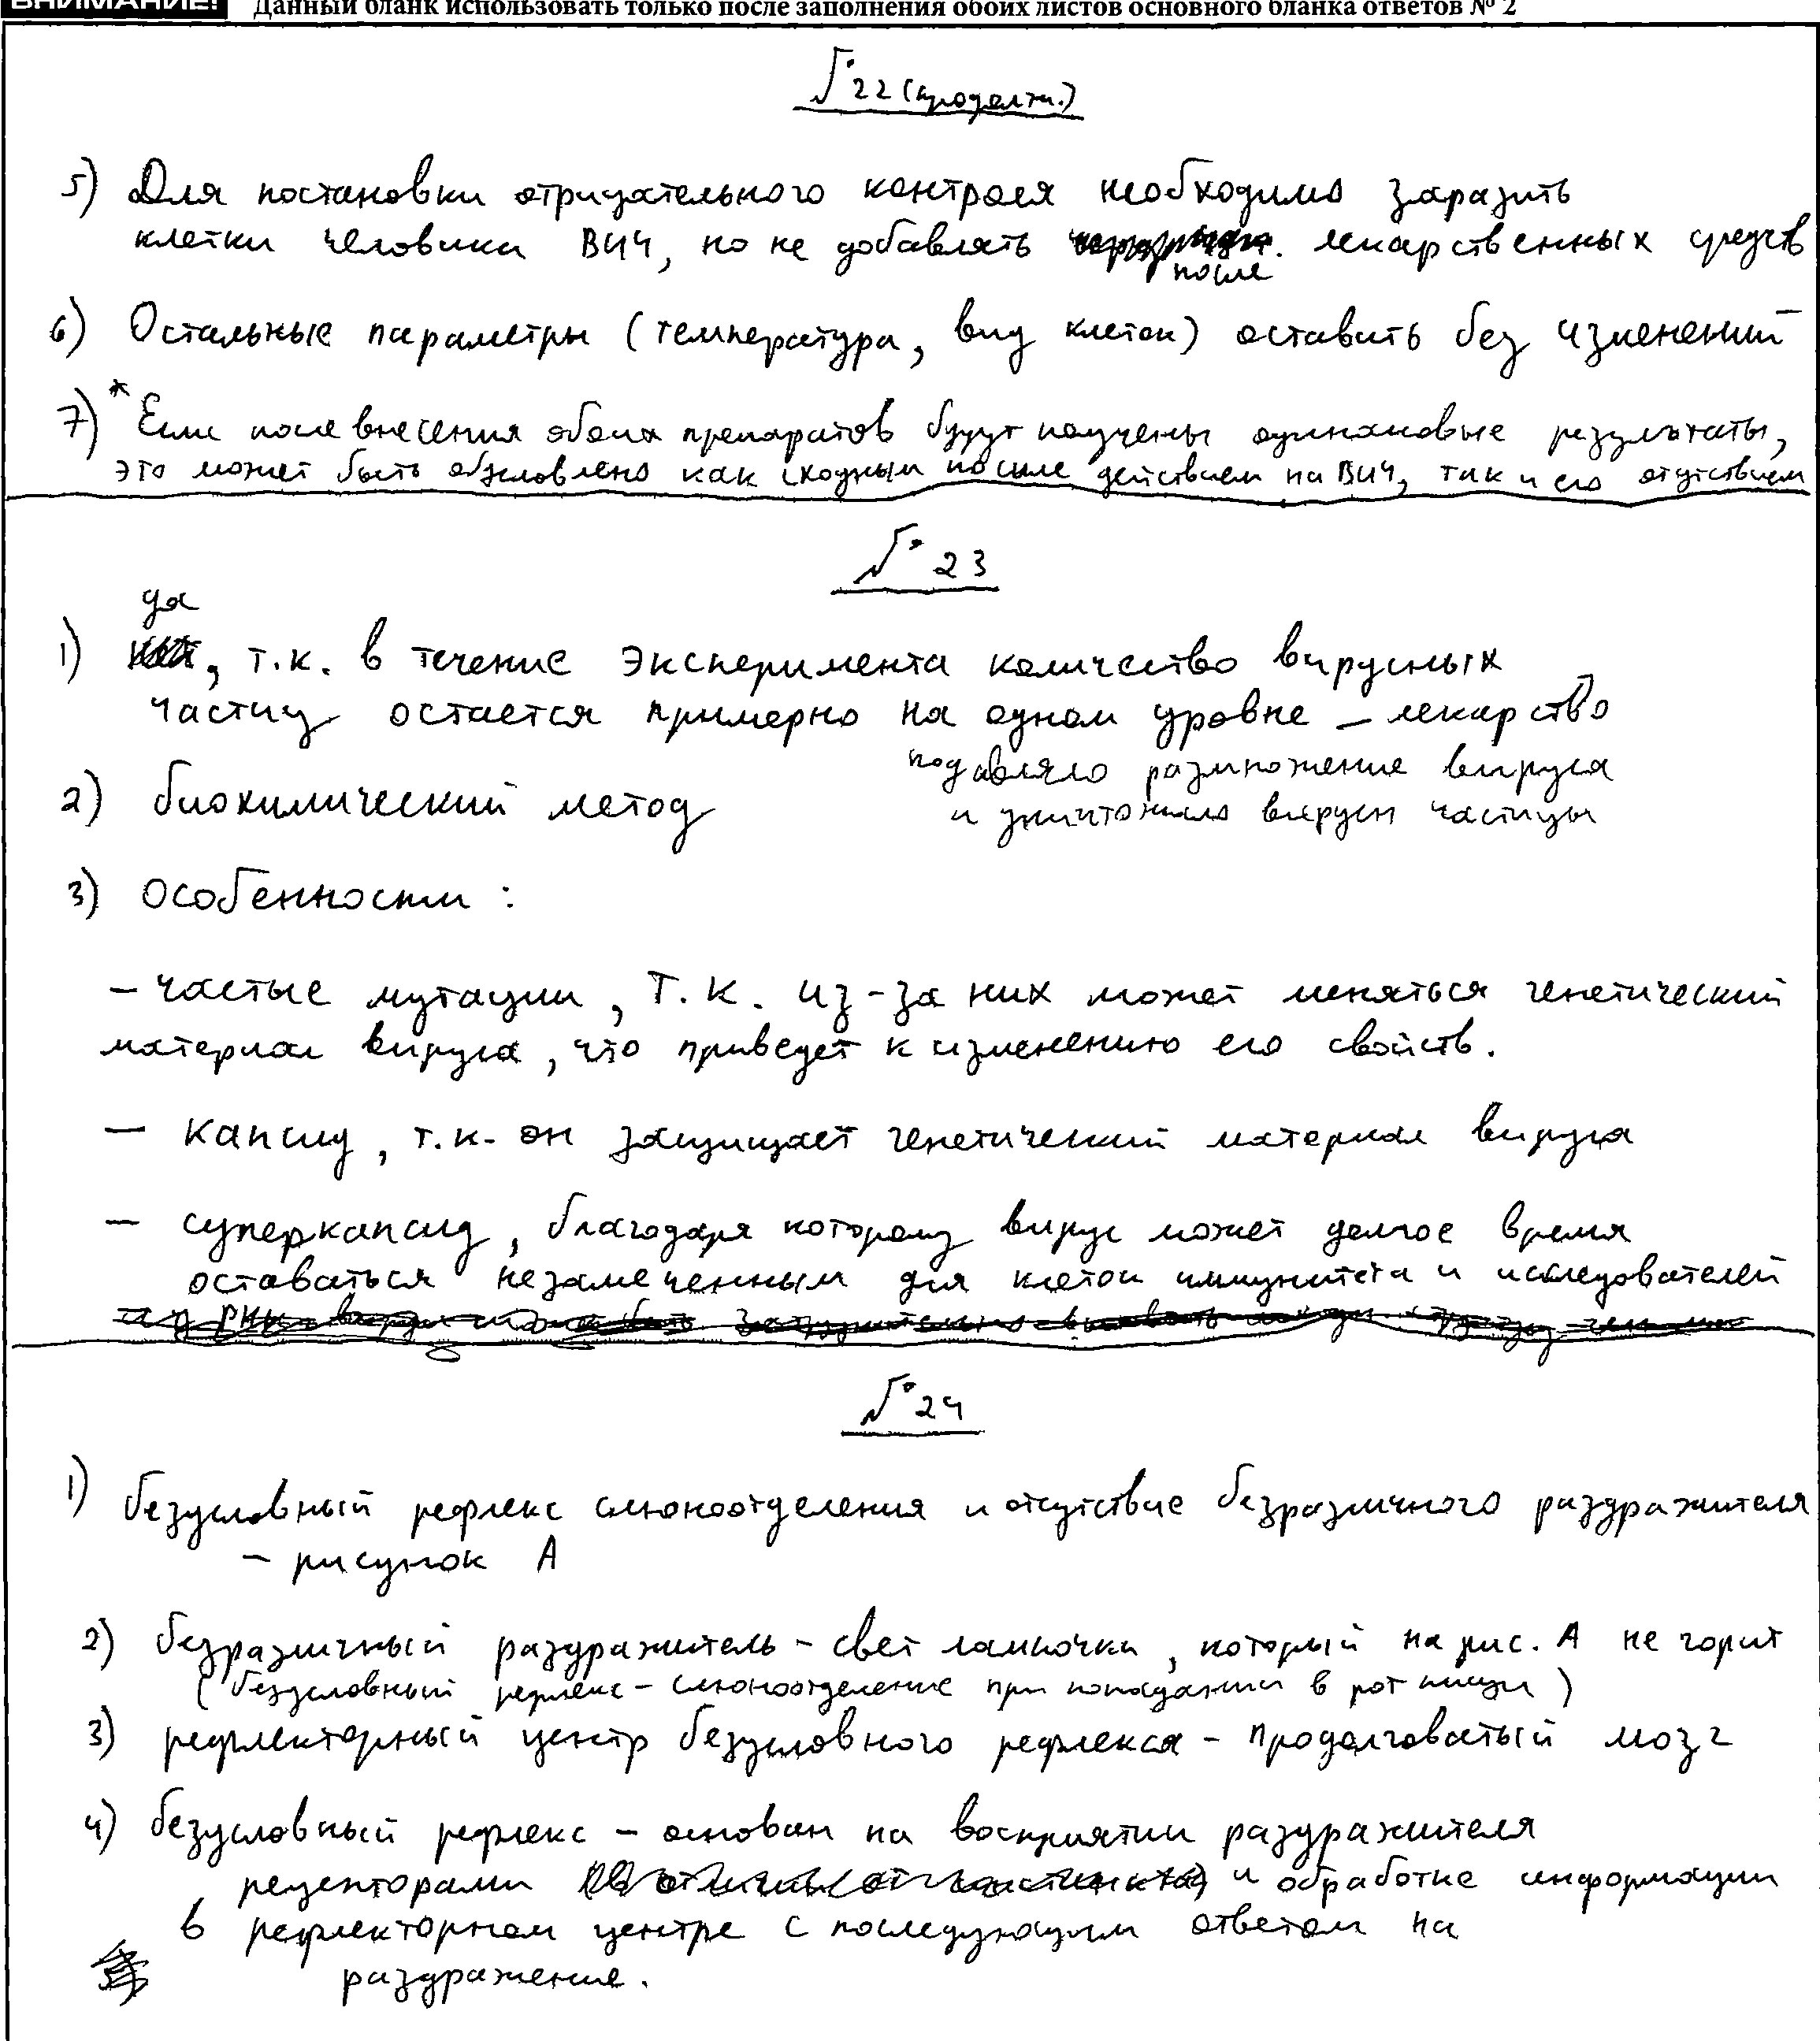 ВНИМАНИЕ! Данный бланк использовать только после заполнения обоих листов основного бланка ответов № 2
№ 22 (продолж.)
5) Для постановки отрицательного контроля необходимо заразить
клетки человека ВИЧ, но не добавлять после лекарственных средств
6) Остальные параметры (температура, вид клеток) оставить без изменений
7)* Если после внесения обоих препаратов будут получены одинаковые результаты,
это может быть обусловлено как сходным по силе действием на ВИЧ, так и его отсутствием
№ 23
1) да, т.к. в течение эксперимента количество вирусных
частиц остается примерно на одном уровне – лекарство
подавляло размножение вируса
и уничтожило вирусн частицы
2) биохимический метод
3) Особенности:
– частые мутации, т.к. из-за них может меняться генетический
материал вируса, что приведет к изменению его свойств.
– капсид, т.к. он защищает генетический материал вируса
– суперкапсид, благодаря которому вирус может долгое время
оставаться незамеченным для клеток иммунитета и исследователей
№ 24
1) безусловный рефлекс слюноотделения и отсутствие безразличного раздражителя
– рисунок А
2) безразличный раздражитель – свет лампочки, который на рис. А не горит
(безусловный рефлекс – слюноотделение при попадании в рот пищи)
3) рефлекторный центр безусловного рефлекса – продолговатый мозг
4) безусловный рефлекс – основан на восприятии раздражителя
рецепторами и обработке информации
в рефлекторном центре с последующим ответом на
раздражение.